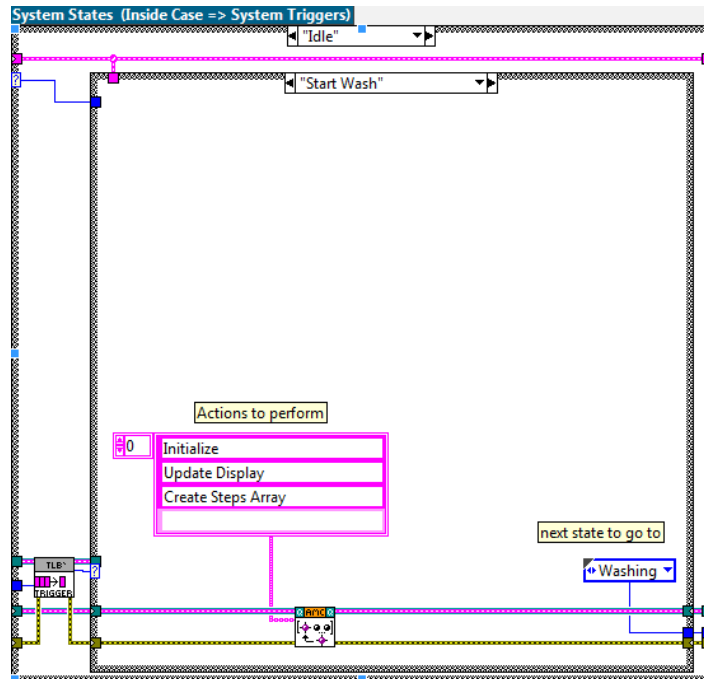 System States (Inside Case => System Triggers)
"Idle"
"Start Wash"
Actions to perform
0
Initialize
Update Display
Create Steps Array
next state to go to
Washing
TLB
TRIGGER
AMC
?
?